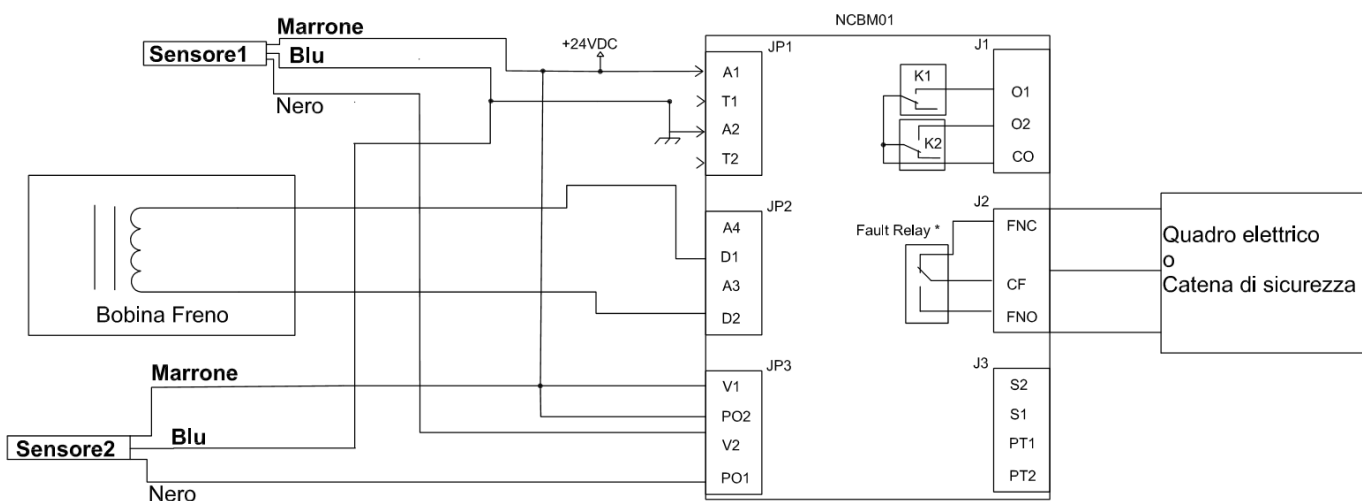 NCBM01
Marrone
Sensore1
Blu
Nero
+24VDC
JP1
A1
T1
A2
T2
J1
K1
O1
O2
K2
CO
Bobina Freno
JP2
A4
D1
A3
D2
J2
Fault Relay *
FNC
CF
FNO
Quadro elettrico
o
Catena di sicurezza
Marrone
Sensore2
Blu
Nero
JP3
V1
PO2
V2
PO1
J3
S2
S1
PT1
PT2